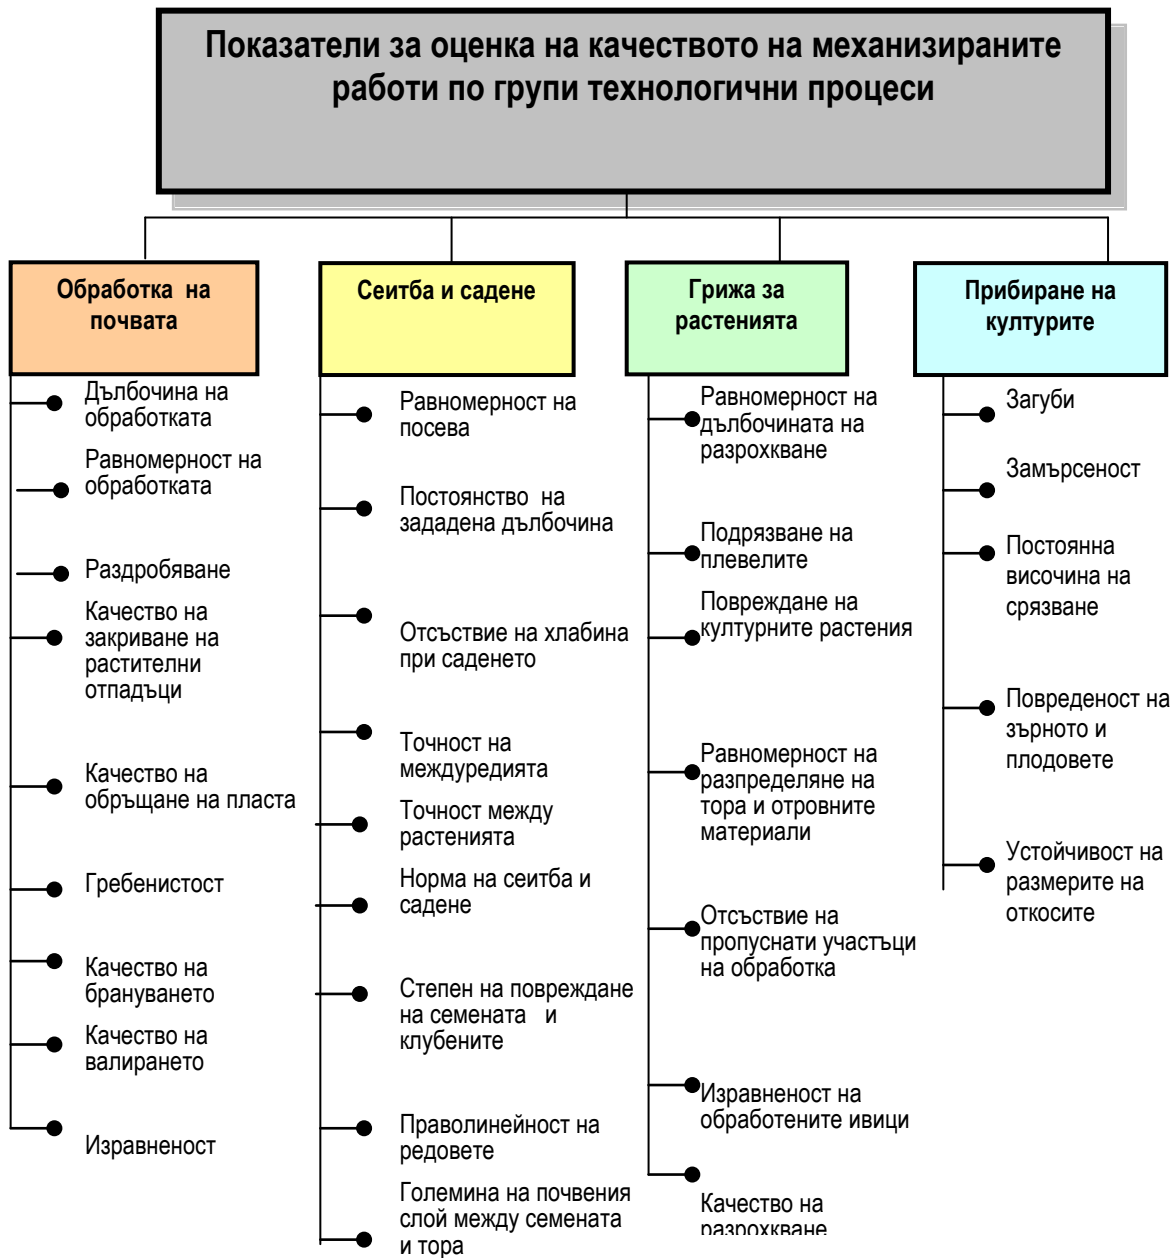 Показатели за оценка на качеството на механизираните
работи по групи технологични процеси
Обработка на
почвата
Дълбочина на
обработката
Равномерност на
обработката
Раздробяване
Качество на
закриване на
растителни
отпадъци
Качество на
обръщане на пласта
Гребенистост
Качество на
брануването
Качество на
валирането
Изравненост
Сеитба и садене
Равномерност на
посева
Постоянство на
зададена дълбочина
Отсъствие на хлабина
при саденето
Точност на
междуредията
Точност между
растенията
Норма на сеитба и
садене
Степен на повреждане
на семената и
клубените
Праволинейност на
редовете
Големина на почвения
слой между семената
и тора
Грижа за
растенията
Равномерност на
дълбочината на
разрохкване
Подрязване на
плевелите
Повреждане на
културните растения
Равномерност на
разпределяне на
тора и отровните
материали
Отсъствие на
пропуснати участъци
на обработка
Изравненост на
обработените ивици
Качество на
разрохкване
Прибиране на
културите
Загуби
Замърсеност
Постоянна
височина на
срязване
Повреденост на
зърното и
плодовете
Устойчивост на
размерите на
откосите